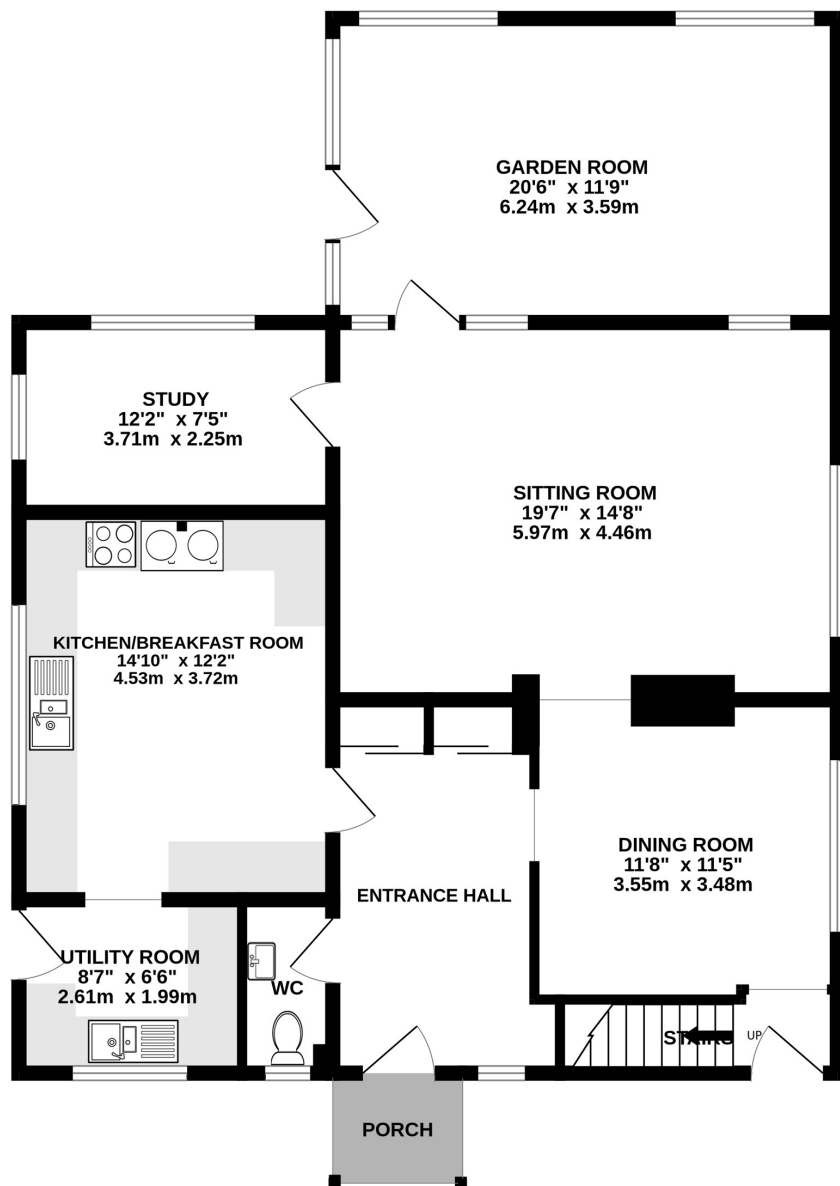 GARDEN ROOM
20'6" x 11'9"
6.24m x 3.59m
STUDY
12'2" x 7'5"
3.71m x 2.25m
SITTING ROOM
19'7" x 14'8"
5.97m x 4.46m
KITCHEN/BREAKFAST ROOM
14'10" x 12'2"
4.53m x 3.72m
DINING ROOM
11'8" x 11'5"
3.55m x 3.48m
ENTRANCE HALL
UTILITY ROOM
8'7" x 6'6"
2.61m x 1.99m
WC
STAIRS
UP
PORCH